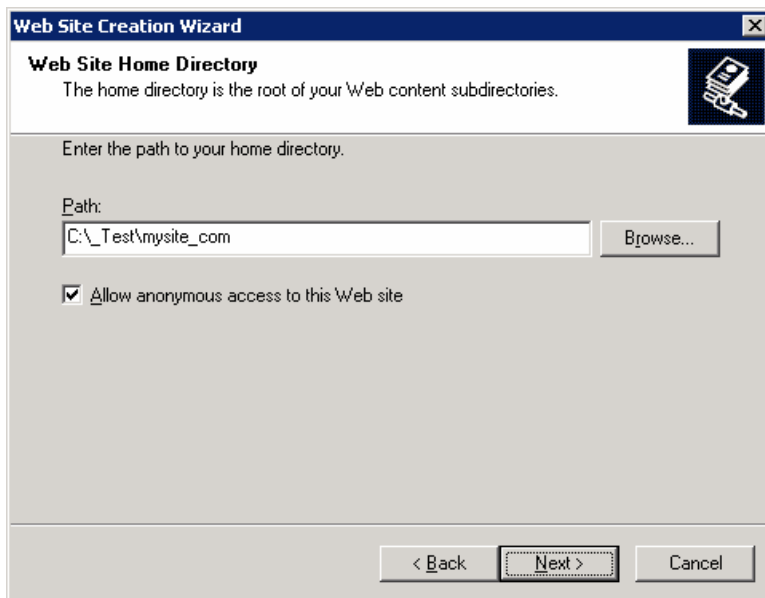 Web Site Creation Wizard
Web Site Home Directory
The home directory is the root of your Web content subdirectories.
Enter the path to your home directory.
Path:
C:\_Test\mysite_com
Browse...
Allow anonymous access to this Web site
< Back
Next >
Cancel